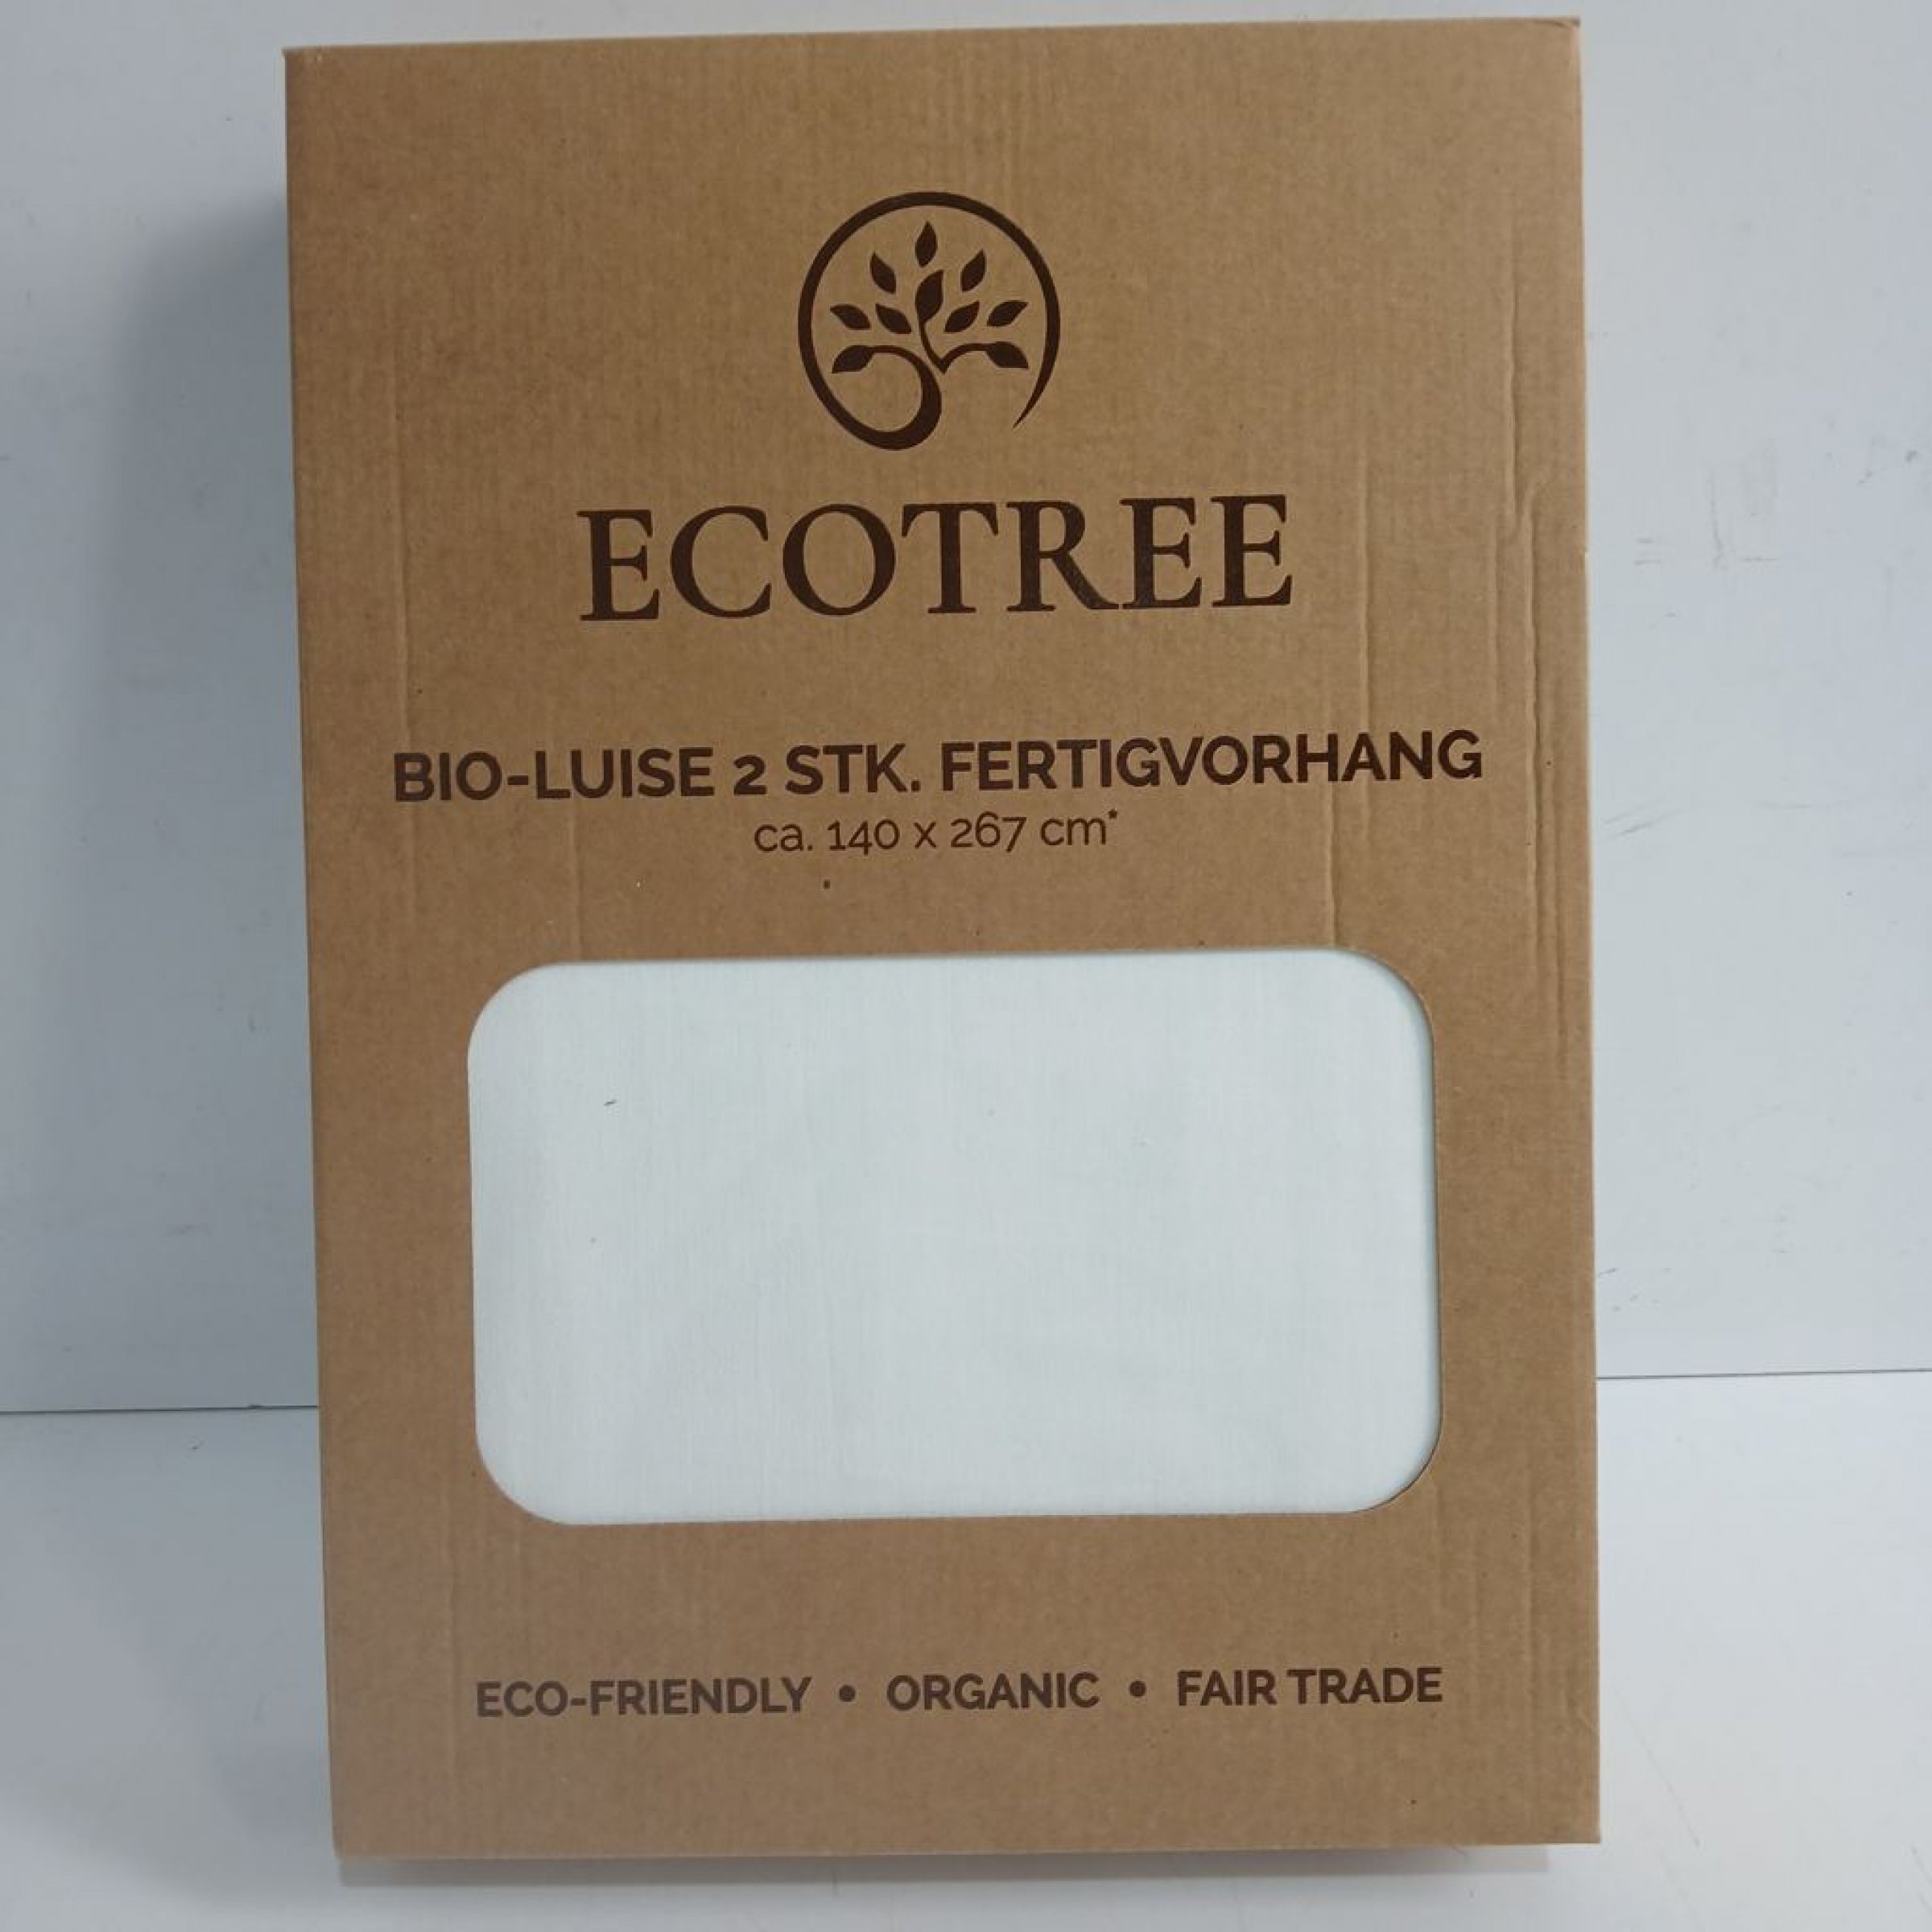 ECOTREE
BIO-LUISE 2 STK. FERTIGVORHANG
ca. 140 x 267 cm*
ECO-FRIENDLY • ORGANIC • FAIR TRADE